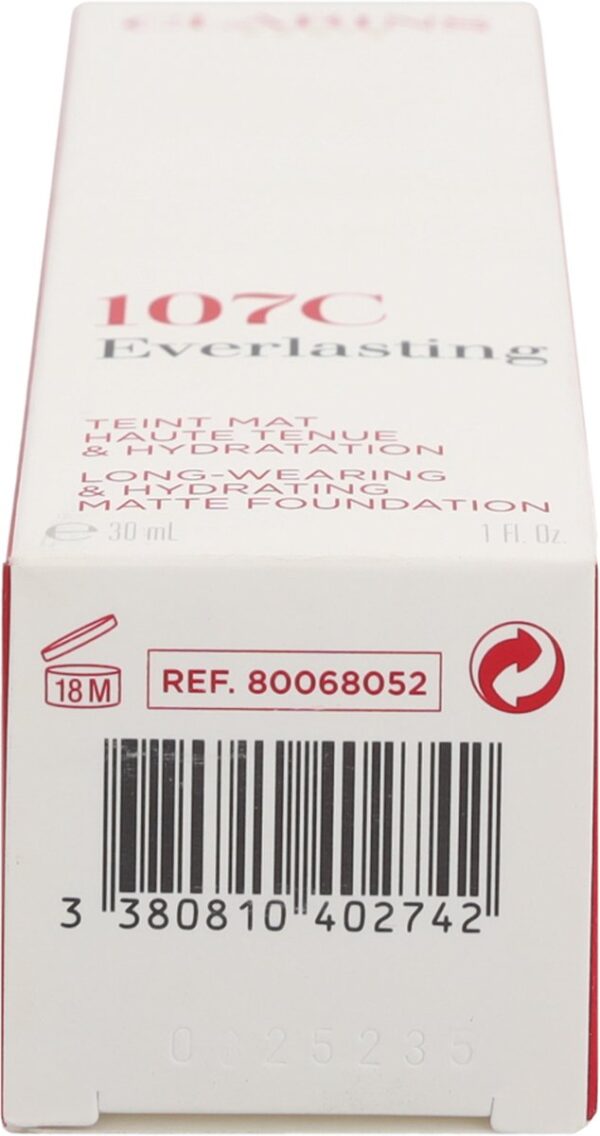 CLARINS
107C
Everlasting
TEINT MAT
HAUTE TENUE
& HYDRATATION
LONG-WEARING
& HYDRATING
MATTE FOUNDATION
e 30 mL 1 Fl. Oz.
18 M
REF. 80068052
3 380810 402742